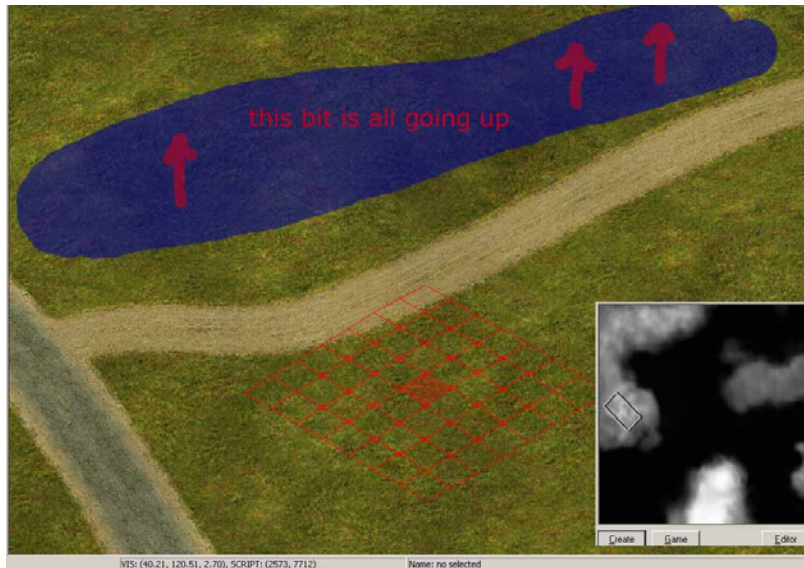 this bit is all going up
Create Game Editor
VIS: (40.21, 120.51, 2.70), SCRIPT: (2573, 7712) Name: no selected